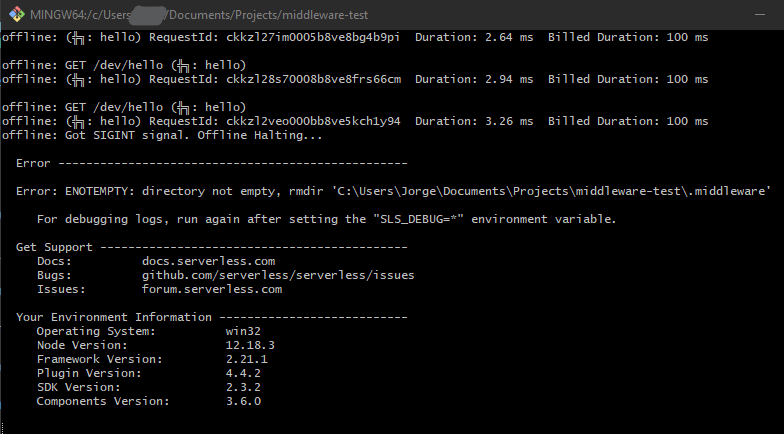 MINGW64:/c/Users/ /Documents/Projects/middleware-test
offline: (╬╗: hello) RequestId: ckkzl27im0005b8ve8bg4b9pi  Duration: 2.64 ms  Billed Duration: 100 ms
offline: GET /dev/hello (╬╗: hello)
offline: (╬╗: hello) RequestId: ckkzl28s70008b8ve8frs66cm  Duration: 2.94 ms  Billed Duration: 100 ms
offline: GET /dev/hello (╬╗: hello)
offline: (╬╗: hello) RequestId: ckkzl2veo000bb8ve5kch1y94  Duration: 3.26 ms  Billed Duration: 100 ms
offline: Got SIGINT signal. Offline Halting...
Error --------------------------------------------------
Error: ENOTEMPTY: directory not empty, rmdir 'C:\Users\Jorge\Documents\Projects\middleware-test\.middleware'
For debugging logs, run again after setting the "SLS_DEBUG=*" environment variable.
Get Support --------------------------------------------
Docs:          docs.serverless.com
Bugs:          github.com/serverless/serverless/issues
Issues:        forum.serverless.com
Your Environment Information ---------------------------
Operating System:          win32
Node Version:              12.18.3
Framework Version:         2.21.1
Plugin Version:            4.4.2
SDK Version:               2.3.2
Components Version:        3.6.0